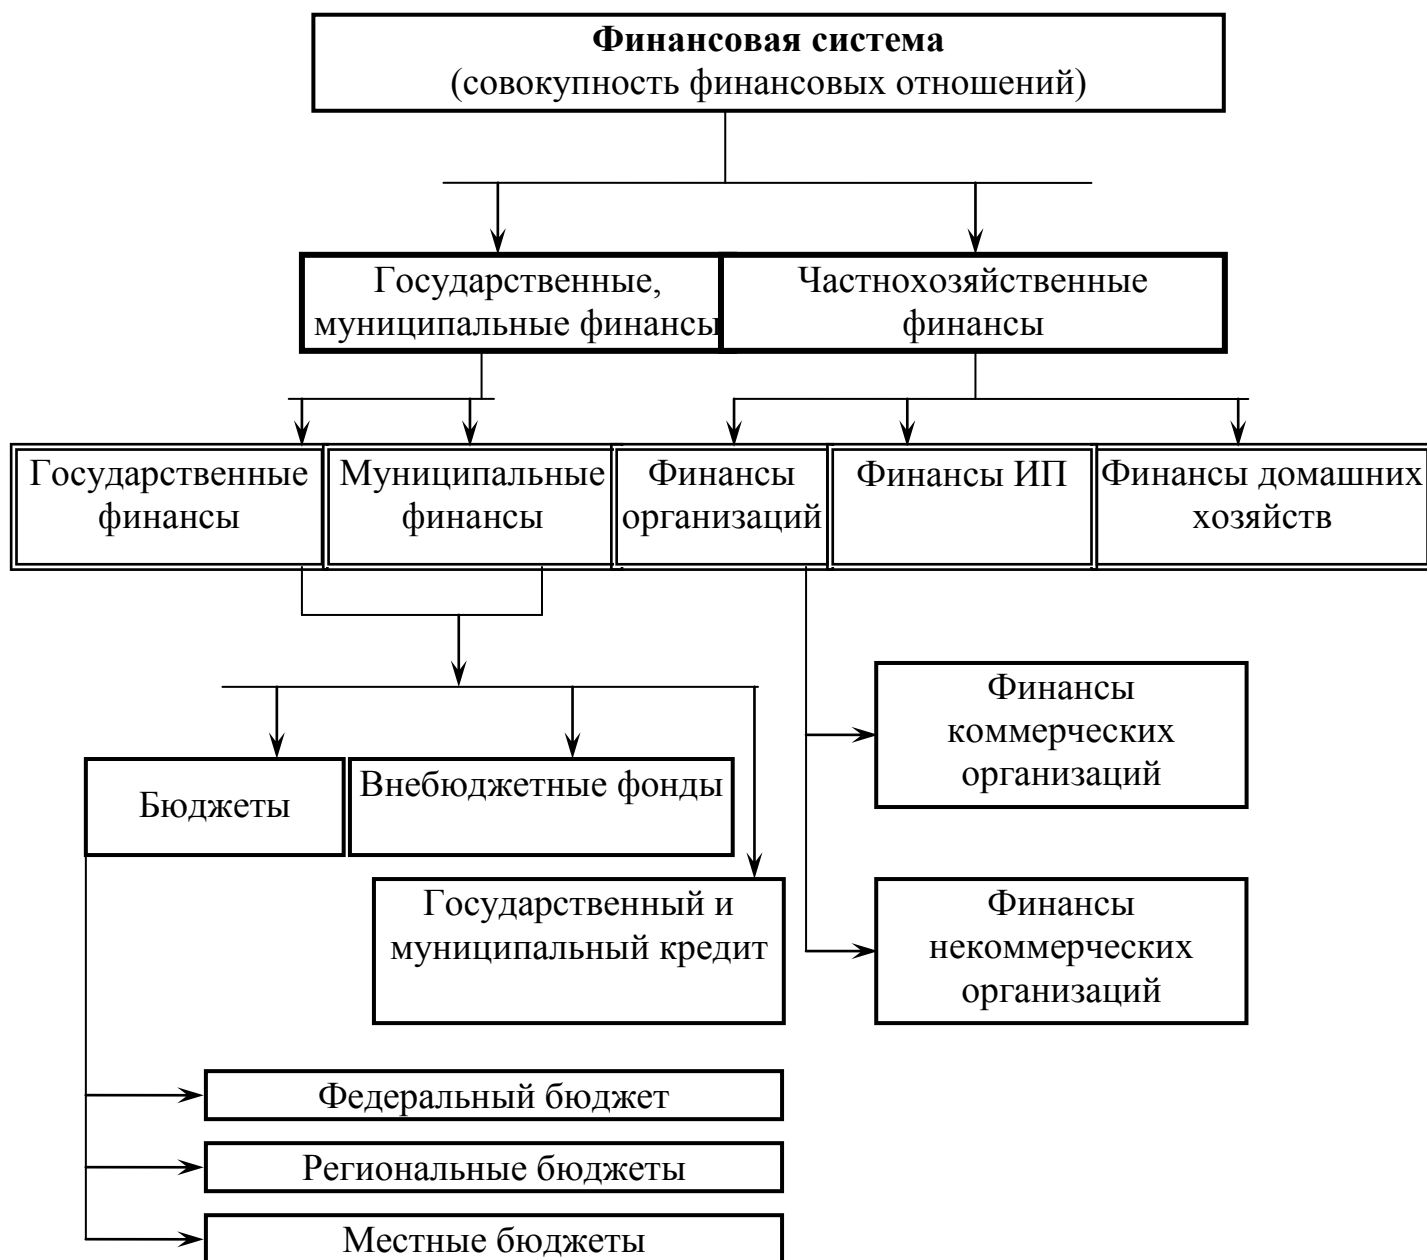 Финансовая система
(совокупность финансовых отношений)
Государственные,
муниципальные финансы
Частнохозяйственные
финансы
Государственные
финансы
Муниципальные
финансы
Финансы
организаций
Финансы ИП
Финансы домашних
хозяйств
Финансы
коммерческих
организаций
Бюджеты
Внебюджетные фонды
Государственный и
муниципальный кредит
Финансы
некоммерческих
организаций
Федеральный бюджет
Региональные бюджеты
Местные бюджеты